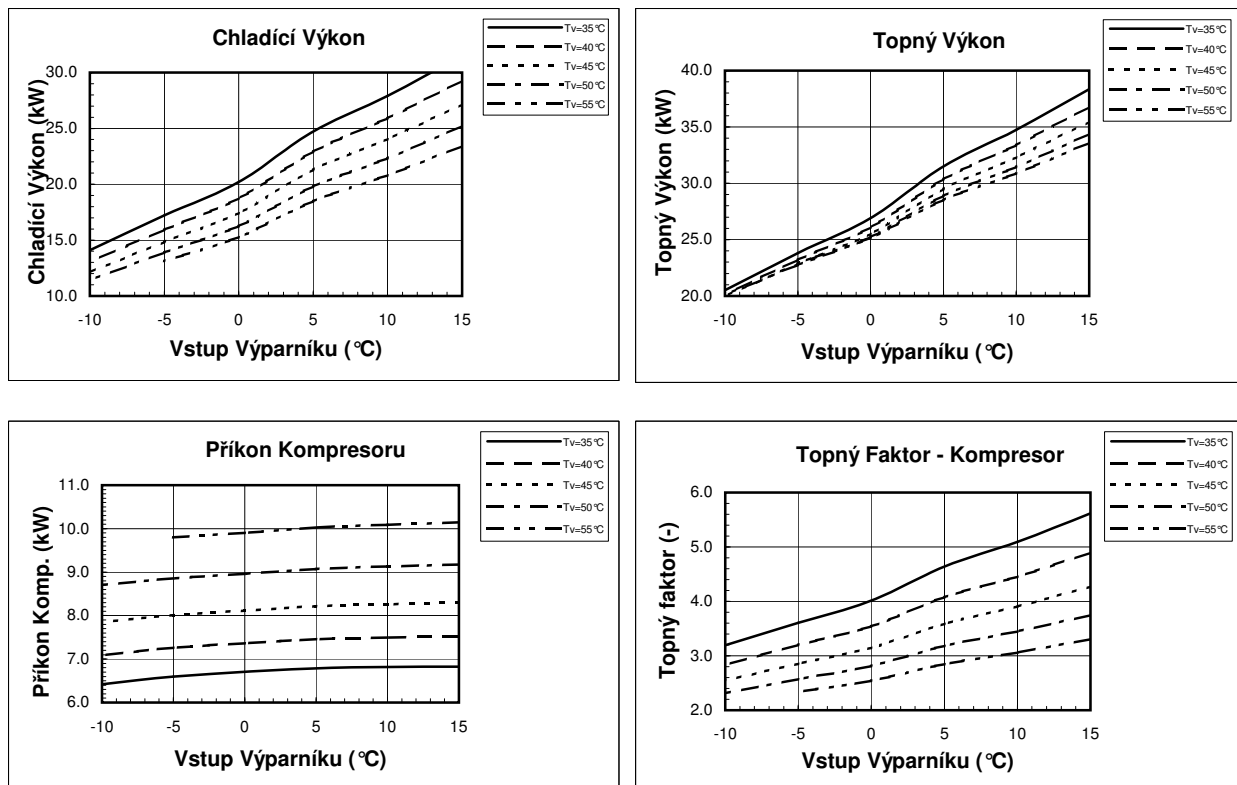 Chladící Výkon
Tv=35°C
Tv=40°C
Tv=45°C
Tv=50°C
Tv=55°C
Chladící Výkon (kW)
30.0
25.0
20.0
15.0
10.0
-10 -5 0 5 10 15
Vstup Výparníku (°C)
Topný Výkon
Tv=35°C
Tv=40°C
Tv=45°C
Tv=50°C
Tv=55°C
Topný Výkon (kW)
40.0
35.0
30.0
25.0
20.0
-10 -5 0 5 10 15
Vstup Výparníku (°C)
Příkon Kompresoru
Tv=35°C
Tv=40°C
Tv=45°C
Tv=50°C
Tv=55°C
Příkon Komp. (kW)
11.0
10.0
9.0
8.0
7.0
6.0
-10 -5 0 5 10 15
Vstup Výparníku (°C)
Topný Faktor - Kompresor
Tv=35°C
Tv=40°C
Tv=45°C
Tv=50°C
Tv=55°C
Topný faktor (-)
6.0
5.0
4.0
3.0
2.0
-10 -5 0 5 10 15
Vstup Výparníku (°C)